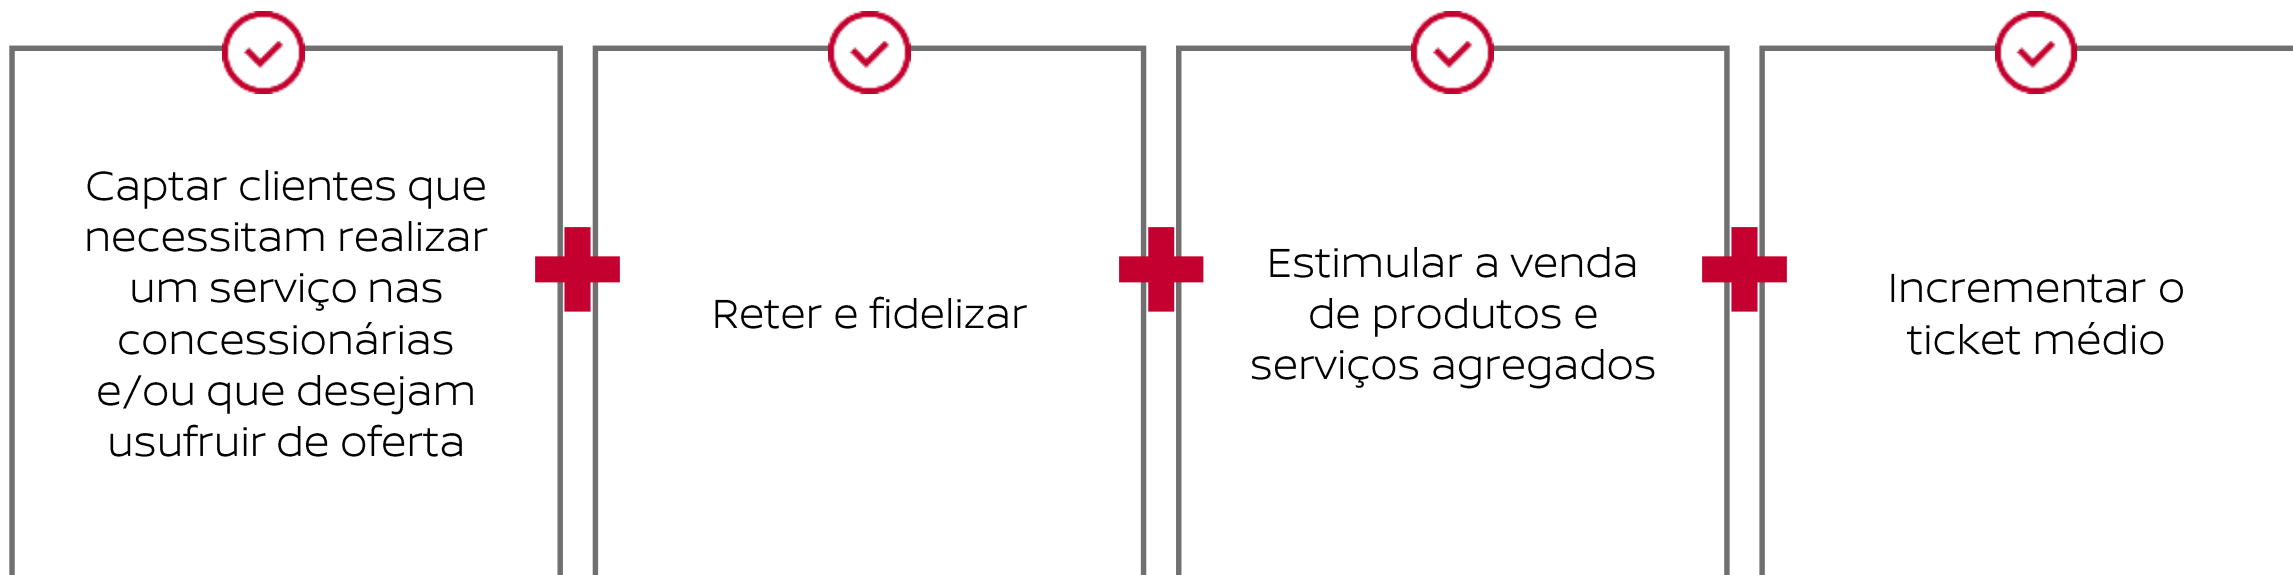 Captar clientes que
necessitam realizar
um serviço nas
concessionárias
e/ou que desejam
usufruir de oferta
Reter e fidelizar
Estimular a venda
de produtos e
serviços agregados
Incrementar o
ticket médio